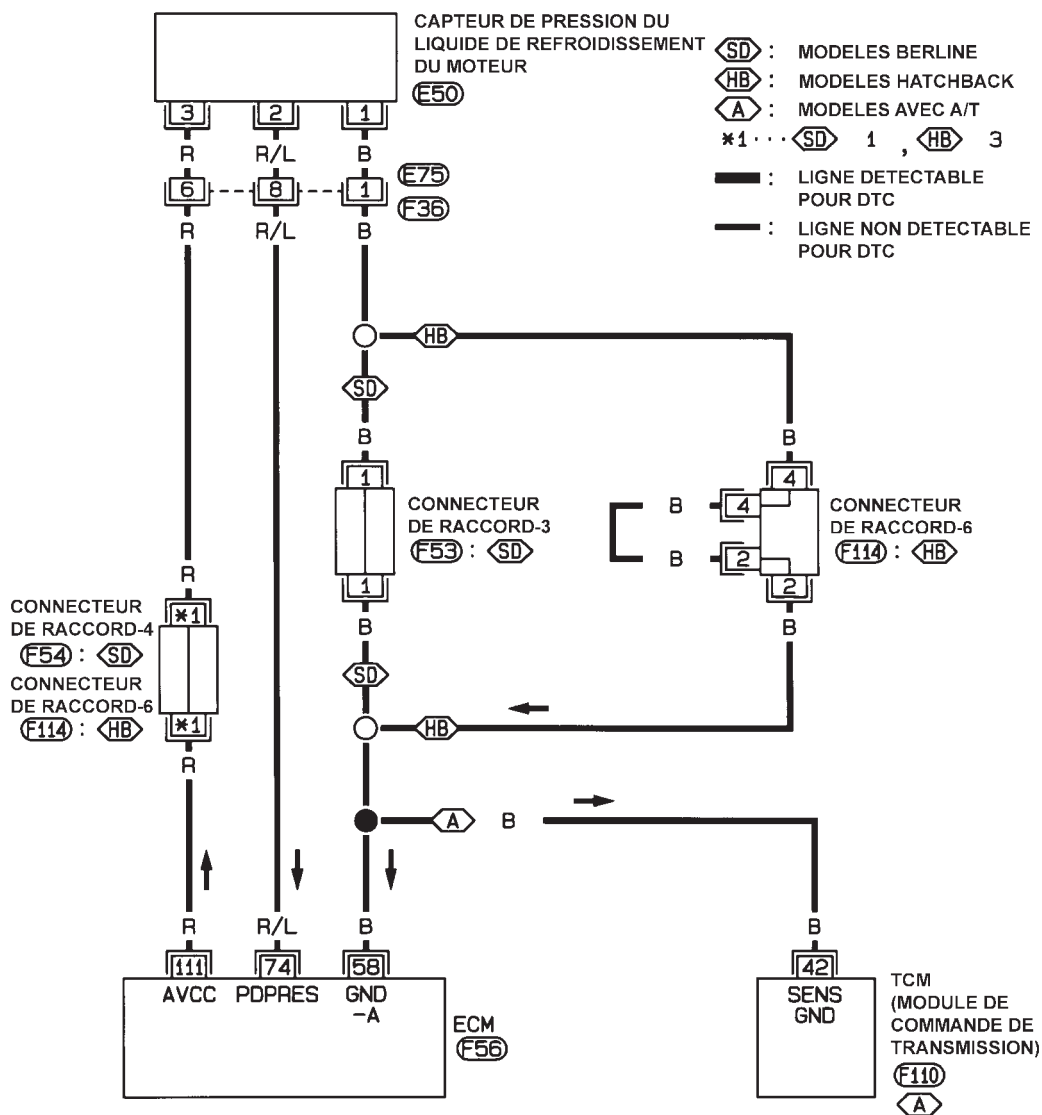 CAPTEUR DE PRESSION DU
LIQUIDE DE REFROIDISSEMENT
DU MOTEUR
E50
SD : MODELES BERLINE
HB : MODELES HATCHBACK
A : MODELES AVEC A/T
*1 ··· SD 1 , HB 3
: LIGNE DETECTABLE
POUR DTC
: LIGNE NON DETECTABLE
POUR DTC
3 2 1
R R/L B
6 8 1
E75
F36
R R/L B
HB
SD
B B
1 4
CONNECTEUR
DE RACCORD-3
F53 : SD
B 4
B 2
CONNECTEUR
DE RACCORD-6
F114 : HB
1 2
B B
R
CONNECTEUR
DE RACCORD-4
F54 : SD
CONNECTEUR
DE RACCORD-6
F114 : HB
*1
*1
R
SD
HB
A B
R R/L B B
111 74 58 42
AVCC PDPRES GND
-A
ECM
F56
SENS
GND
TCM
(MODULE DE
COMMANDE DE
TRANSMISSION)
F110
A